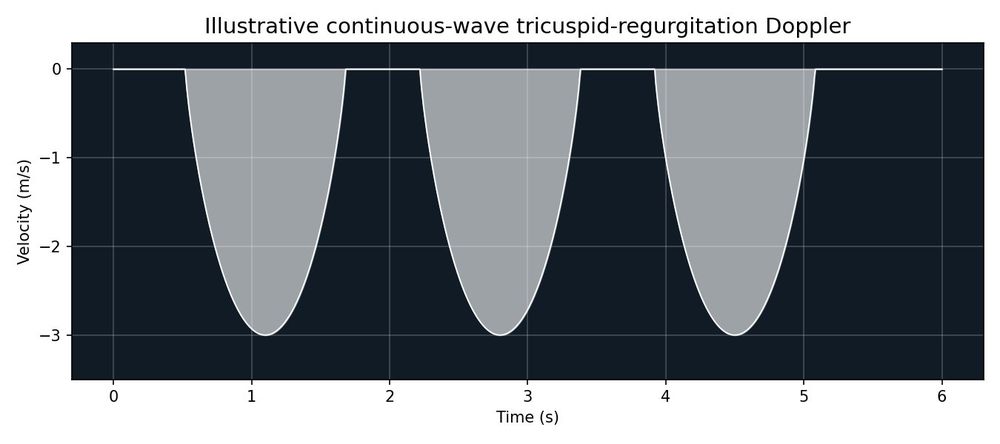 Illustrative continuous-wave tricuspid-regurgitation Doppler
Velocity (m/s)
0
−1
−2
−3
0 1 2 3 4 5 6
Time (s)